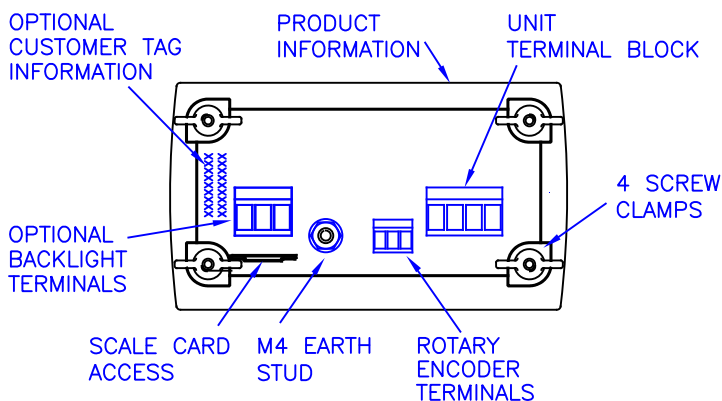 OPTIONAL
CUSTOMER TAG
INFORMATION
PRODUCT
INFORMATION
UNIT
TERMINAL BLOCK
4 SCREW
CLAMPS
OPTIONAL
BACKLIGHT
TERMINALS
SCALE CARD
ACCESS
M4 EARTH
STUD
ROTARY
ENCODER
TERMINALS